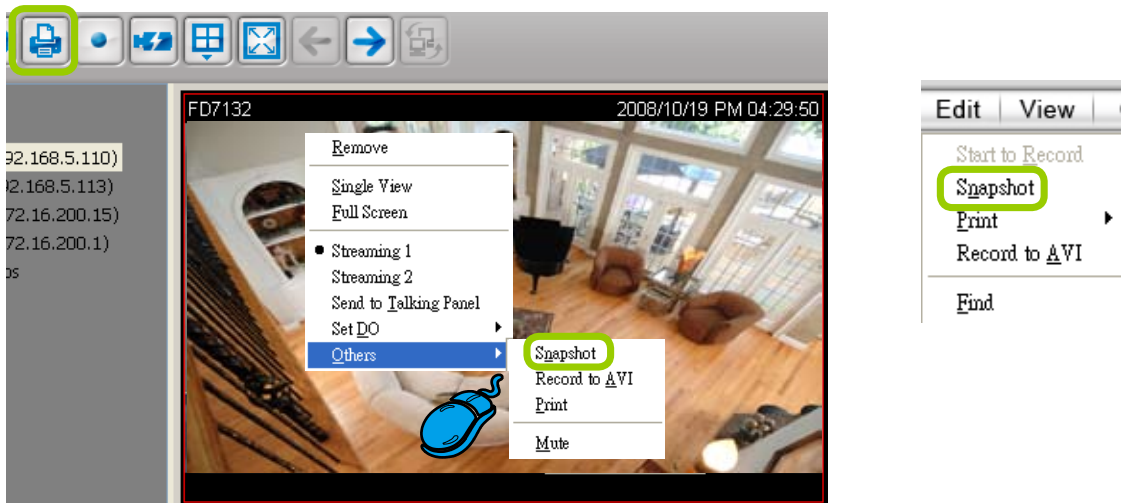 FD7132 2008/10/19 PM 04:29:50
92.168.5.110)
92.168.5.113)
72.16.200.15)
72.16.200.1)
os
Remove
Single View
Full Screen
Streaming 1
Streaming 2
Send to Talking Panel
Set DO
Others
Snapshot
Record to AVI
Print
Mute
Edit View
Start to Record
Snapshot
Print
Record to AVI
Find